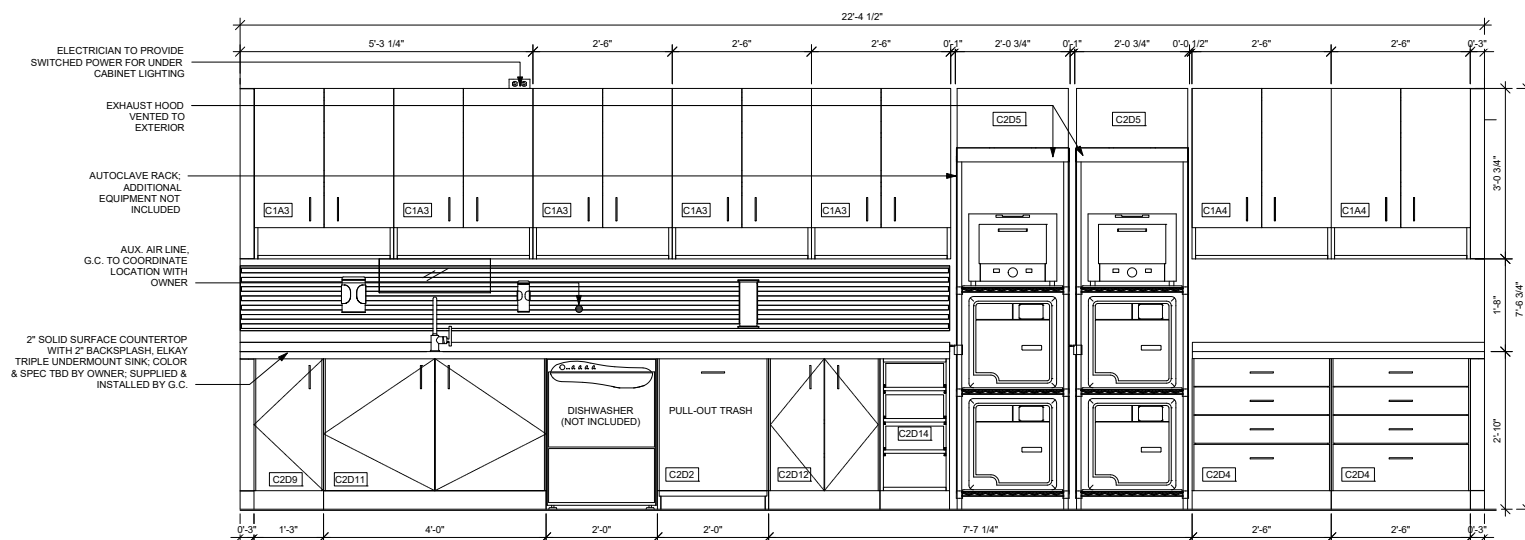 22'-4 1/2"
5'-3 1/4"
2'-6"
2'-6"
2'-6"
0'-1"
2'-0 3/4"
0'-1"
2'-0 3/4"
0'-0 1/2"
2'-6"
2'-6"
0'-3"
ELECTRICIAN TO PROVIDE
SWITCHED POWER FOR UNDER
CABINET LIGHTING
EXHAUST HOOD
VENTED TO
EXTERIOR
AUTOCLAVE RACK;
ADDITIONAL
EQUIPMENT NOT
INCLUDED
AUX. AIR LINE,
G.C. TO COORDINATE
LOCATION WITH
OWNER
2" SOLID SURFACE COUNTERTOP
WITH 2" BACKSPLASH, ELKAY
TRIPLE UNDERMOUNT SINK; COLOR
& SPEC TBD BY OWNER; SUPPLIED &
INSTALLED BY G.C.
C2D5
C2D5
C1A3
C1A3
C1A3
C1A3
C1A3
C1A4
C1A4
3'-0 3/4"
1'-8"
7'-6 3/4"
2'-10"
DISHWASHER
(NOT INCLUDED)
PULL-OUT TRASH
C2D14
C2D9
C2D11
C2D2
C2D12
C2D4
C2D4
0'-3"
1'-3"
4'-0"
2'-0"
2'-0"
7'-7 1/4"
2'-6"
2'-6"
0'-3"